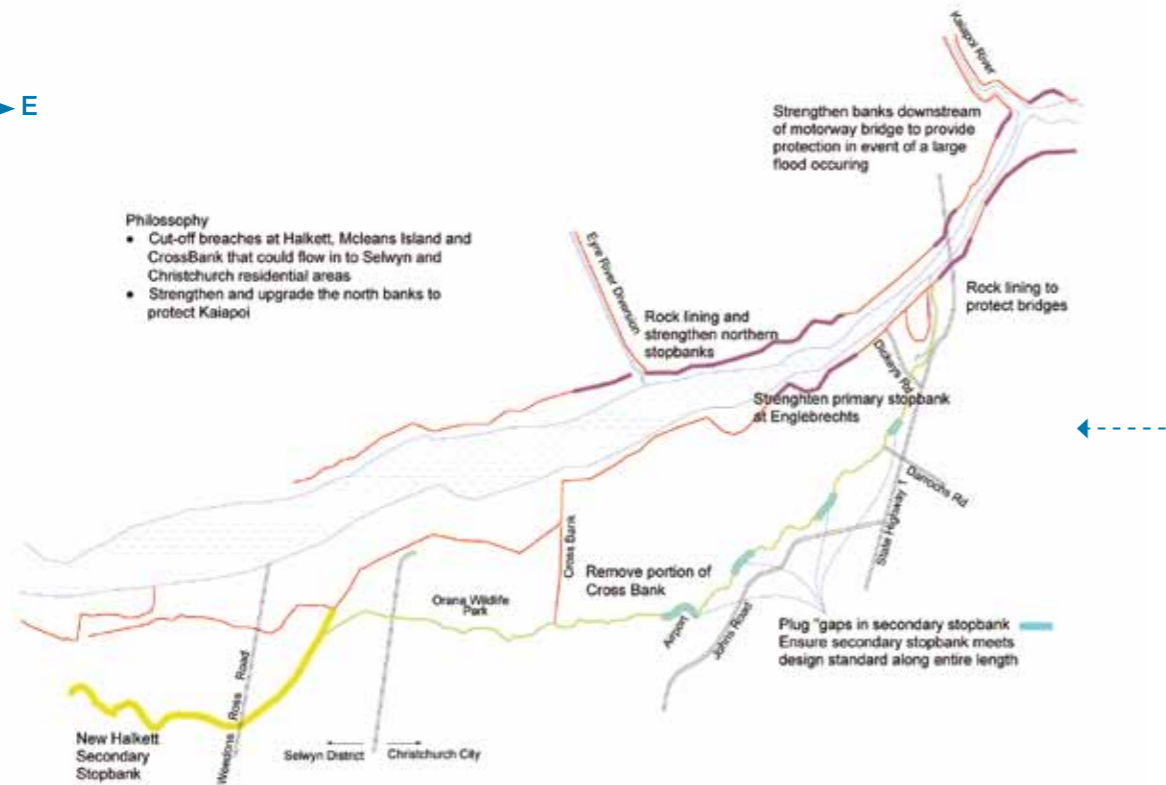 Kaiapoi River
E
Strengthen banks downstream
of motorway bridge to provide
protection in event of a large
flood occuring
Philossophy
• Cut-off breaches at Halkett, Mcleans Island and
CrossBank that could flow in to Selwyn and
Christchurch residential areas
• Strengthen and upgrade the north banks to
protect Kaiapoi
Eyre River Diversion
Rock lining and
strengthen northern
stopbanks
Rock lining to
protect bridges
Dickeys Rd
Strenghten primary stopbank
at Englebrechts
Darrochs Rd
State Highway 1
Cross Bank
Remove portion of
Cross Bank
Orana Wildlife
Park
Airport
Johns Road
Plug "gaps in secondary stopbank
Ensure secondary stopbank meets
design standard along entire length
Weedons Ross Road
New Halkett
Secondary
Stopbank
Selwyn District
Christchurch City